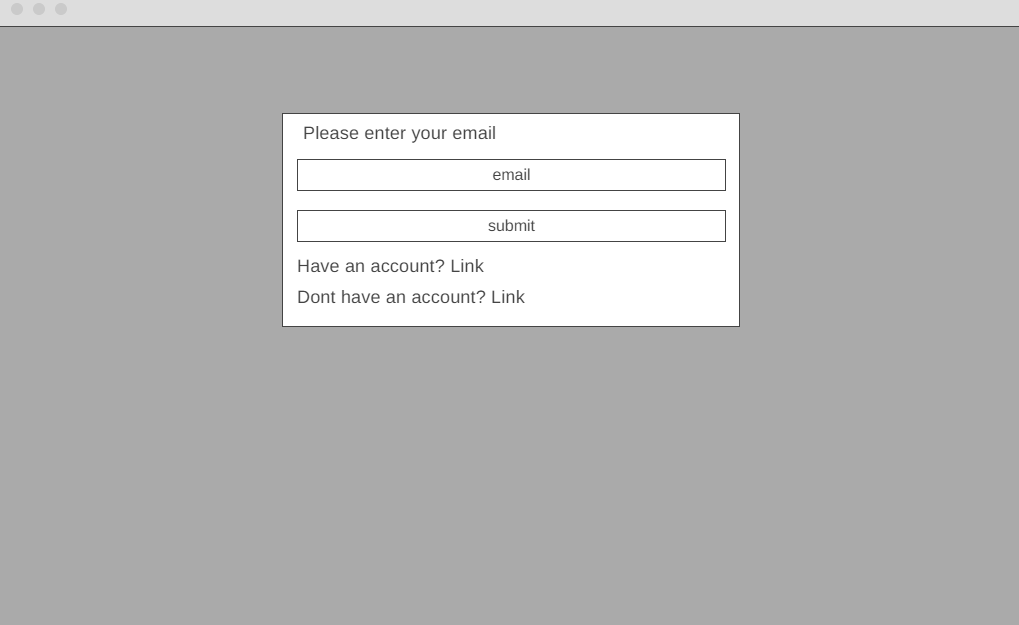 Please enter your email
email
submit
Have an account? Link
Dont have an account? Link